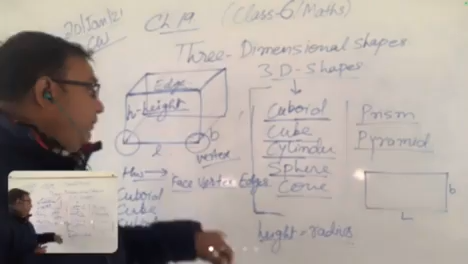 20/Jan/21
CW
Ch 19 (Class-6/Maths)
Three-Dimensional shapes
3D-Shapes
Edge
h-height
b
l
vertex
Has → Face Vertex Edges
Cuboid
Cube
Cuboid
Cube
Cylinder
Sphere
Cone
Prism
Pyramid
b
L
height = radius